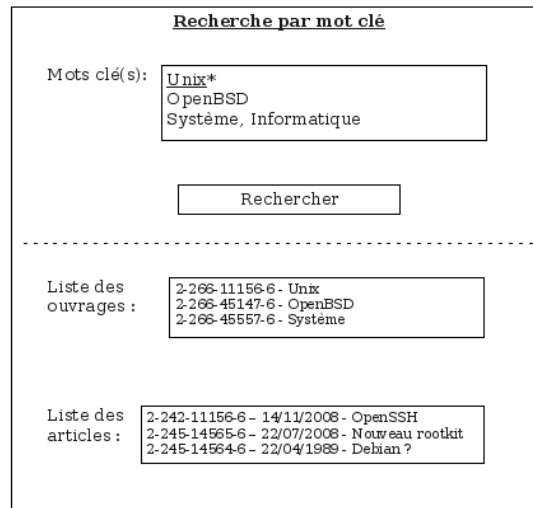 Recherche par mot clé
Mots clé(s):
Unix*
OpenBSD
Système, Informatique
Rechercher
Liste des
ouvrages :
2-266-11156-6 - Unix
2-266-45147-6 - OpenBSD
2-266-45557-6 - Système
Liste des
articles :
2-242-11156-6 – 14/11/2008 - OpenSSH
2-245-14565-6 – 22/07/2008 - Nouveau rootkit
2-245-14564-6 – 22/04/1989 - Debian ?